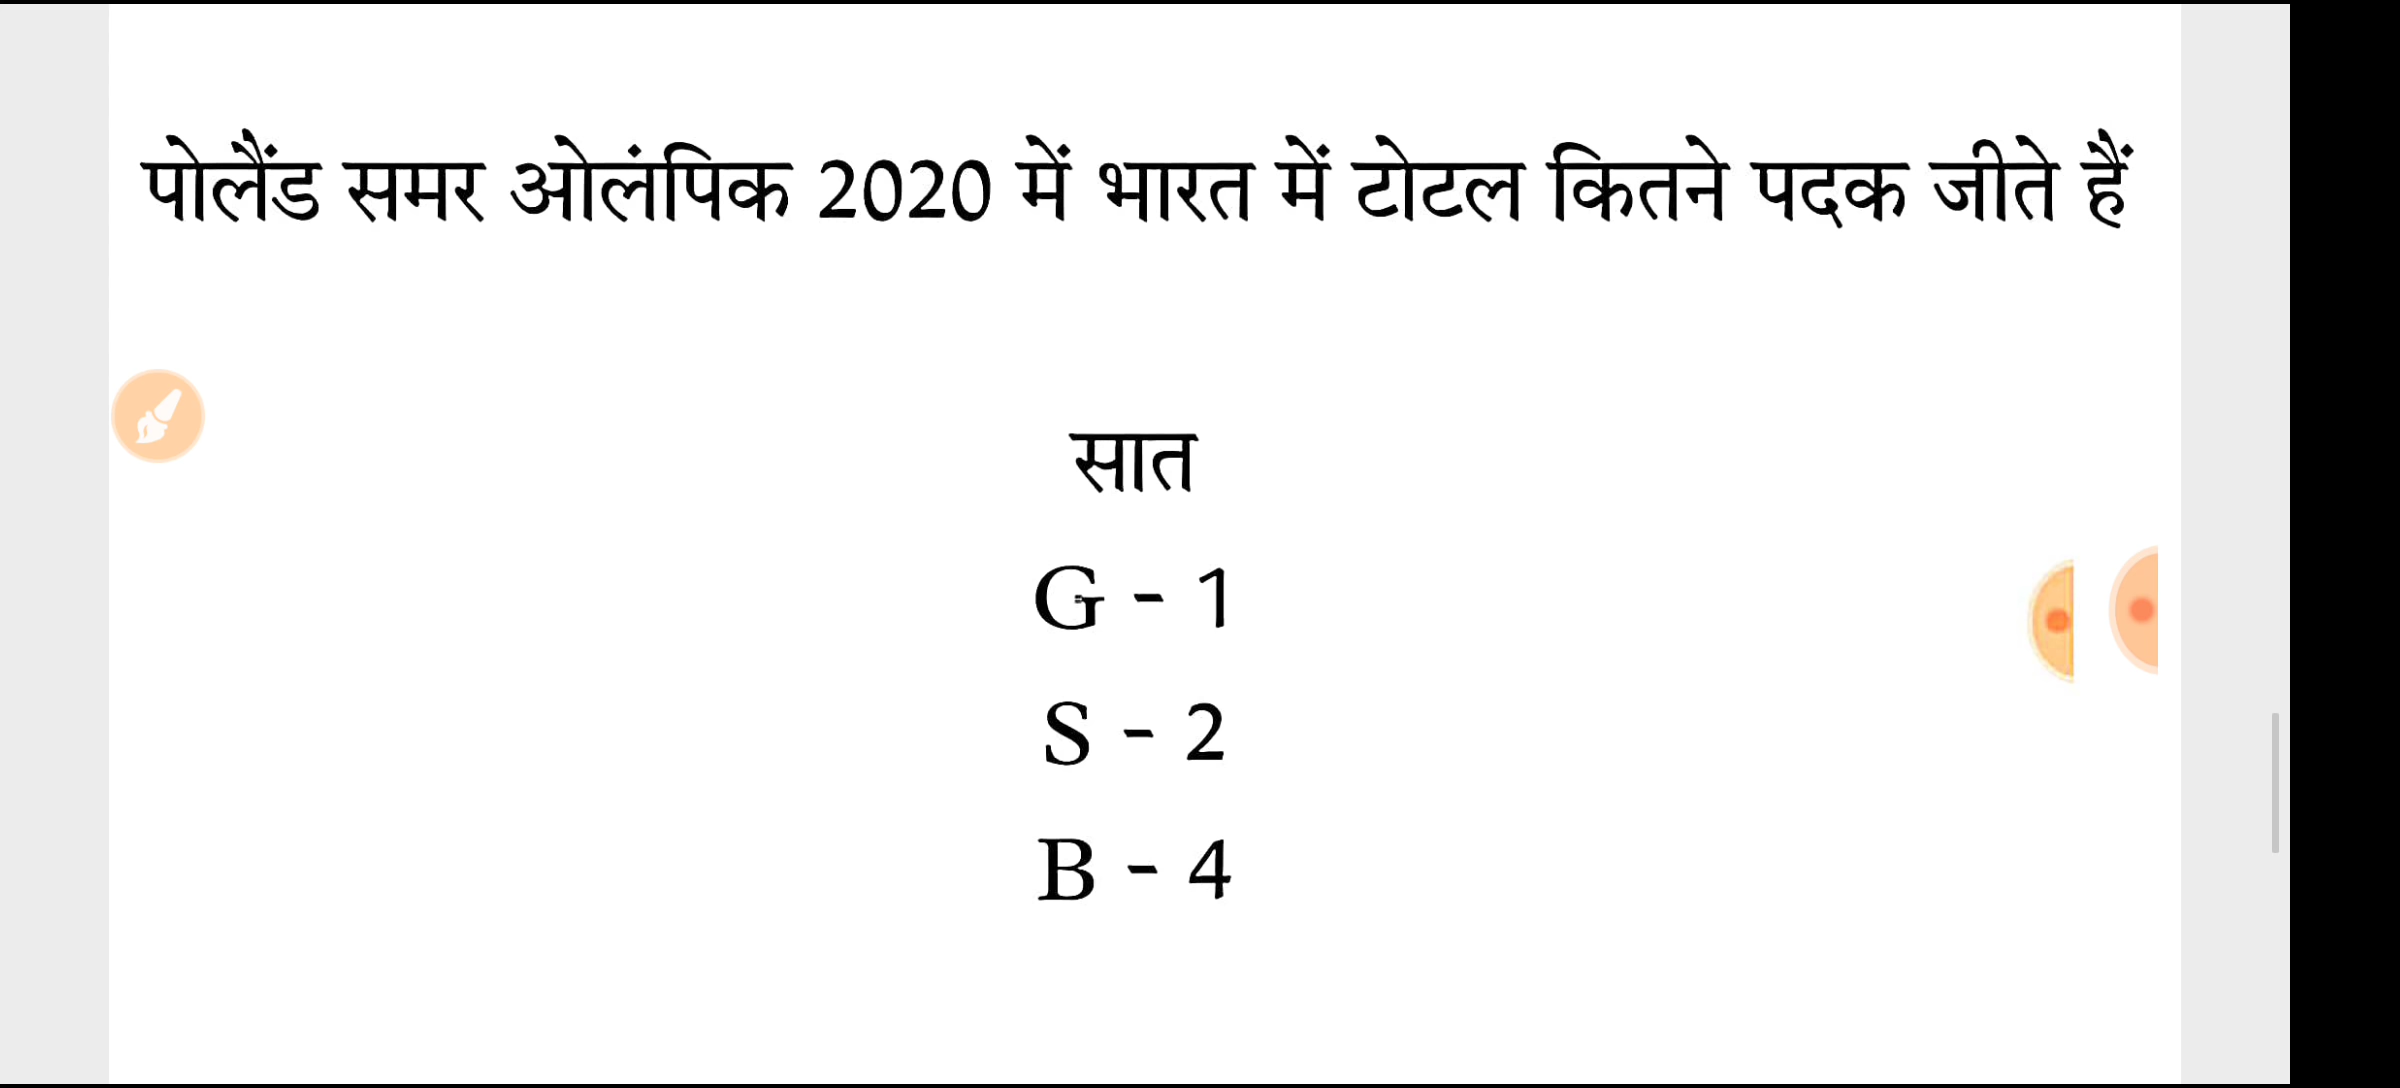 पोलैंड समर ओलंपिक 2020 में भारत में टोटल कितने पदक जीते हैं
सात
G - 1
S - 2
B - 4